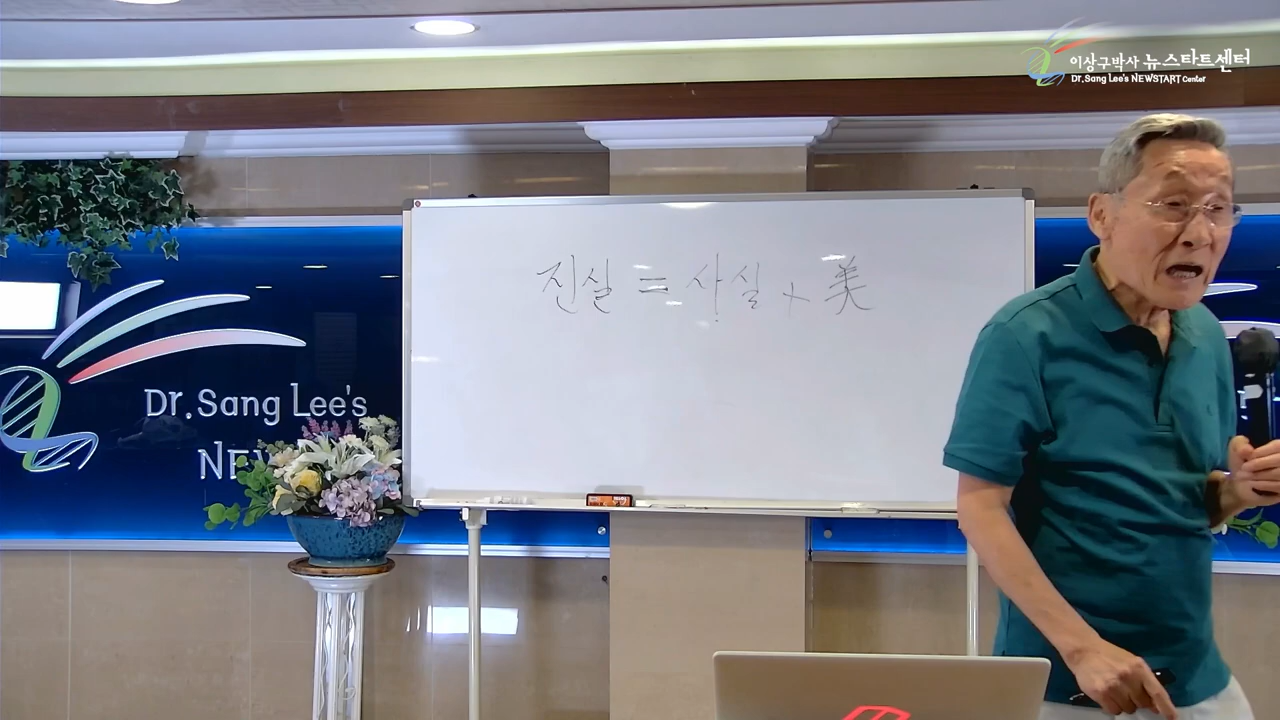 이상구박사 뉴스타트센터
Dr. Sang Lee's NEWSTART Center
진실 = 사실 + 美
Dr. Sang Lee's